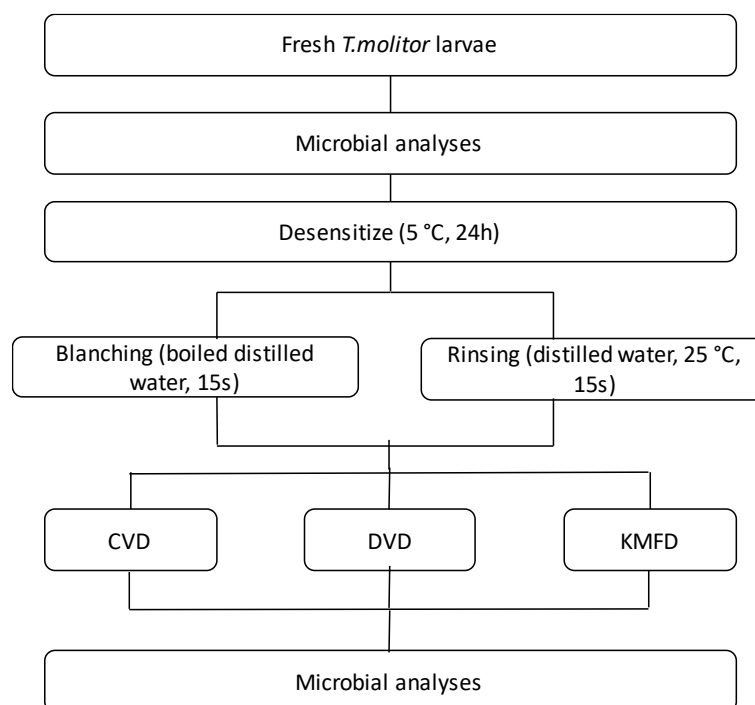 Fresh T.molitor larvae
Microbial analyses
Desensitize (5 °C, 24h)
Blanching (boiled distilled
water, 15s)
Rinsing (distilled water, 25 °C,
15s)
CVD
DVD
KMFD
Microbial analyses